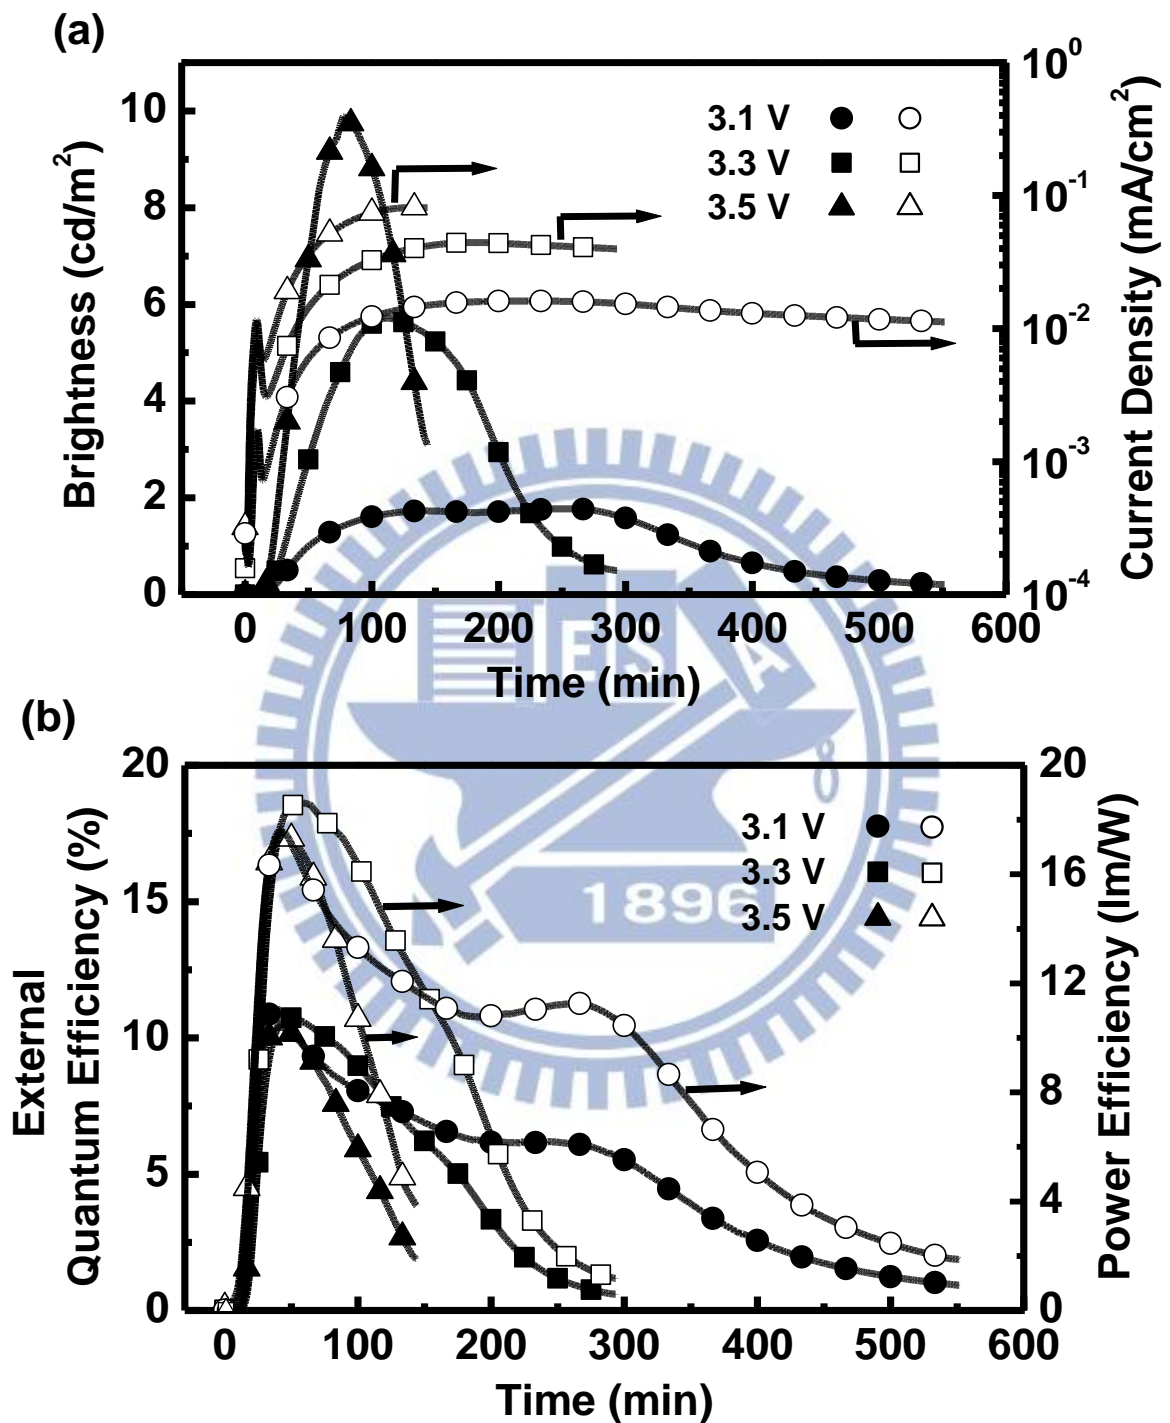 (a)
10⁰
10
8
6
4
2
0
Brightness (cd/m²)
3.1 V
3.3 V
3.5 V
10⁻¹
10⁻²
10⁻³
10⁻⁴
Current Density (mA/cm²)
0 100 200 300 400 500 600
Time (min)
E S A
(b)
20
15
10
5
0
External
Quantum Efficiency (%)
3.1 V
3.3 V
3.5 V
1896
20
16
12
8
4
0
Power Efficiency (lm/W)
0 100 200 300 400 500 600
Time (min)